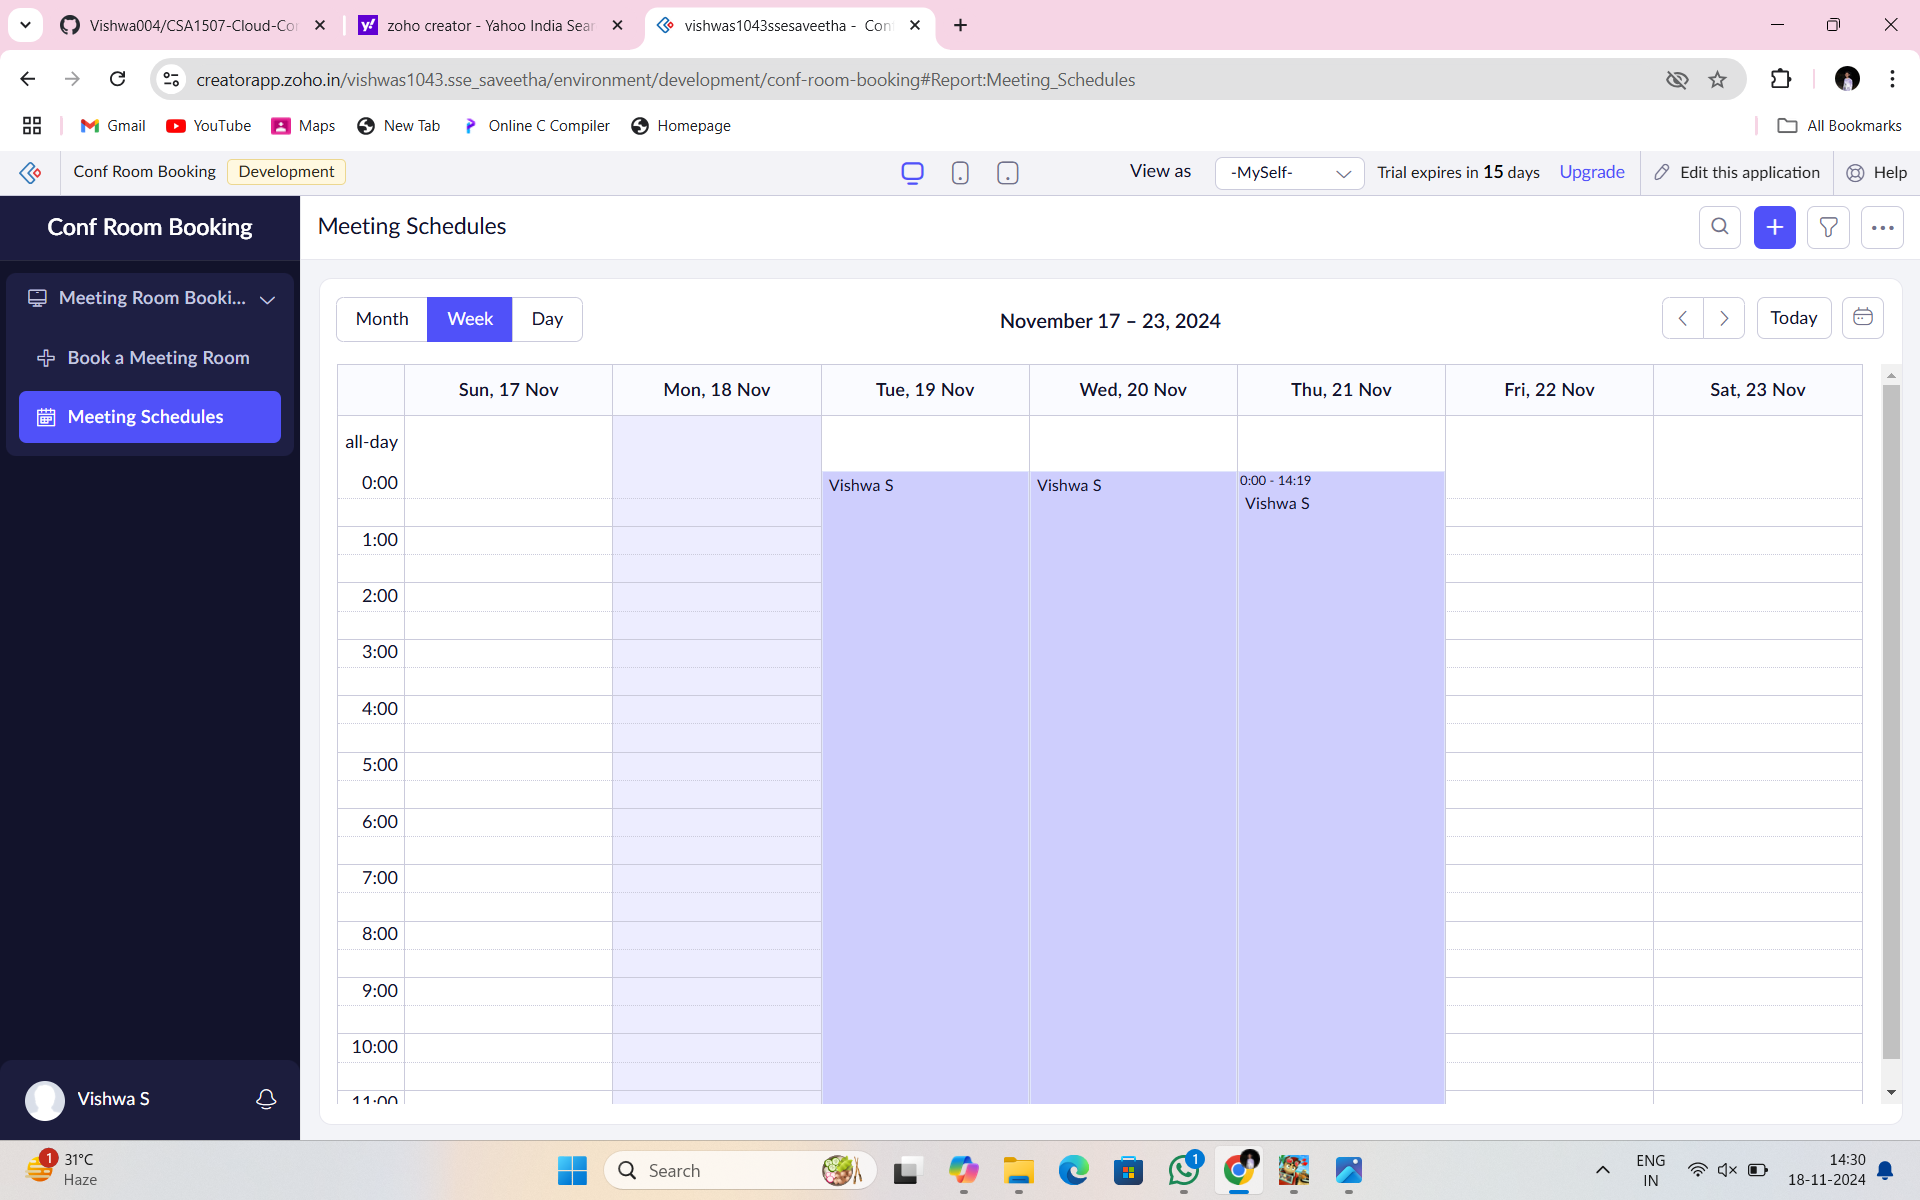 Vishwa004/CSA1507-Cloud-Co
zoho creator - Yahoo India Sear
vishwas1043ssesaveetha - Con
creatorapp.zoho.in/vishwas1043.sse_saveetha/environment/development/conf-room-booking#Report:Meeting_Schedules
Gmail YouTube Maps New Tab Online C Compiler Homepage All Bookmarks
Conf Room Booking Development View as -MySelf- Trial expires in 15 days Upgrade Edit this application Help
Conf Room Booking
Meeting Schedules
Meeting Room Booki...
Book a Meeting Room
Meeting Schedules
Month Week Day November 17 – 23, 2024 Today
Sun, 17 Nov Mon, 18 Nov Tue, 19 Nov Wed, 20 Nov Thu, 21 Nov Fri, 22 Nov Sat, 23 Nov
all-day
0:00 Vishwa S Vishwa S 0:00 - 14:19
Vishwa S
1:00
2:00
3:00
4:00
5:00
6:00
7:00
8:00
9:00
10:00
11:00
Vishwa S
1 31°C
Haze
Search
1
ENG
IN
14:30
18-11-2024